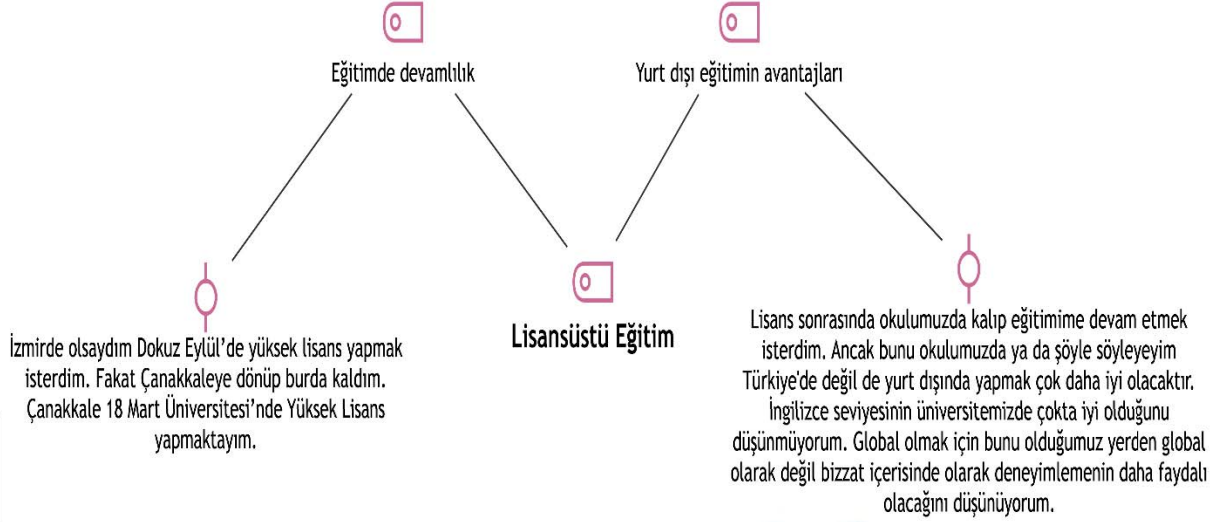 Eğitimde devamlılık
Yurt dışı eğitimin avantajları
Lisansüstü Eğitim
İzmirde olsaydım Dokuz Eylül’de yüksek lisans yapmak
isterdim. Fakat Çanakkaleye dönüp burda kaldım.
Çanakkale 18 Mart Üniversitesi’nde Yüksek Lisans
yapmaktayım.
Lisans sonrasında okulumuzda kalıp eğitimime devam etmek
isterdim. Ancak bunu okulumuzda ya da şöyle söyleyeyim
Türkiye'de değil de yurt dışında yapmak çok daha iyi olacaktır.
İngilizce seviyesinin üniversitemizde çokta iyi olduğunu
düşünmüyorum. Global olmak için bunu olduğumuz yerden global
olarak değil bizzat içerisinde olarak deneyimlemenin daha faydalı
olacağını düşünüyorum.